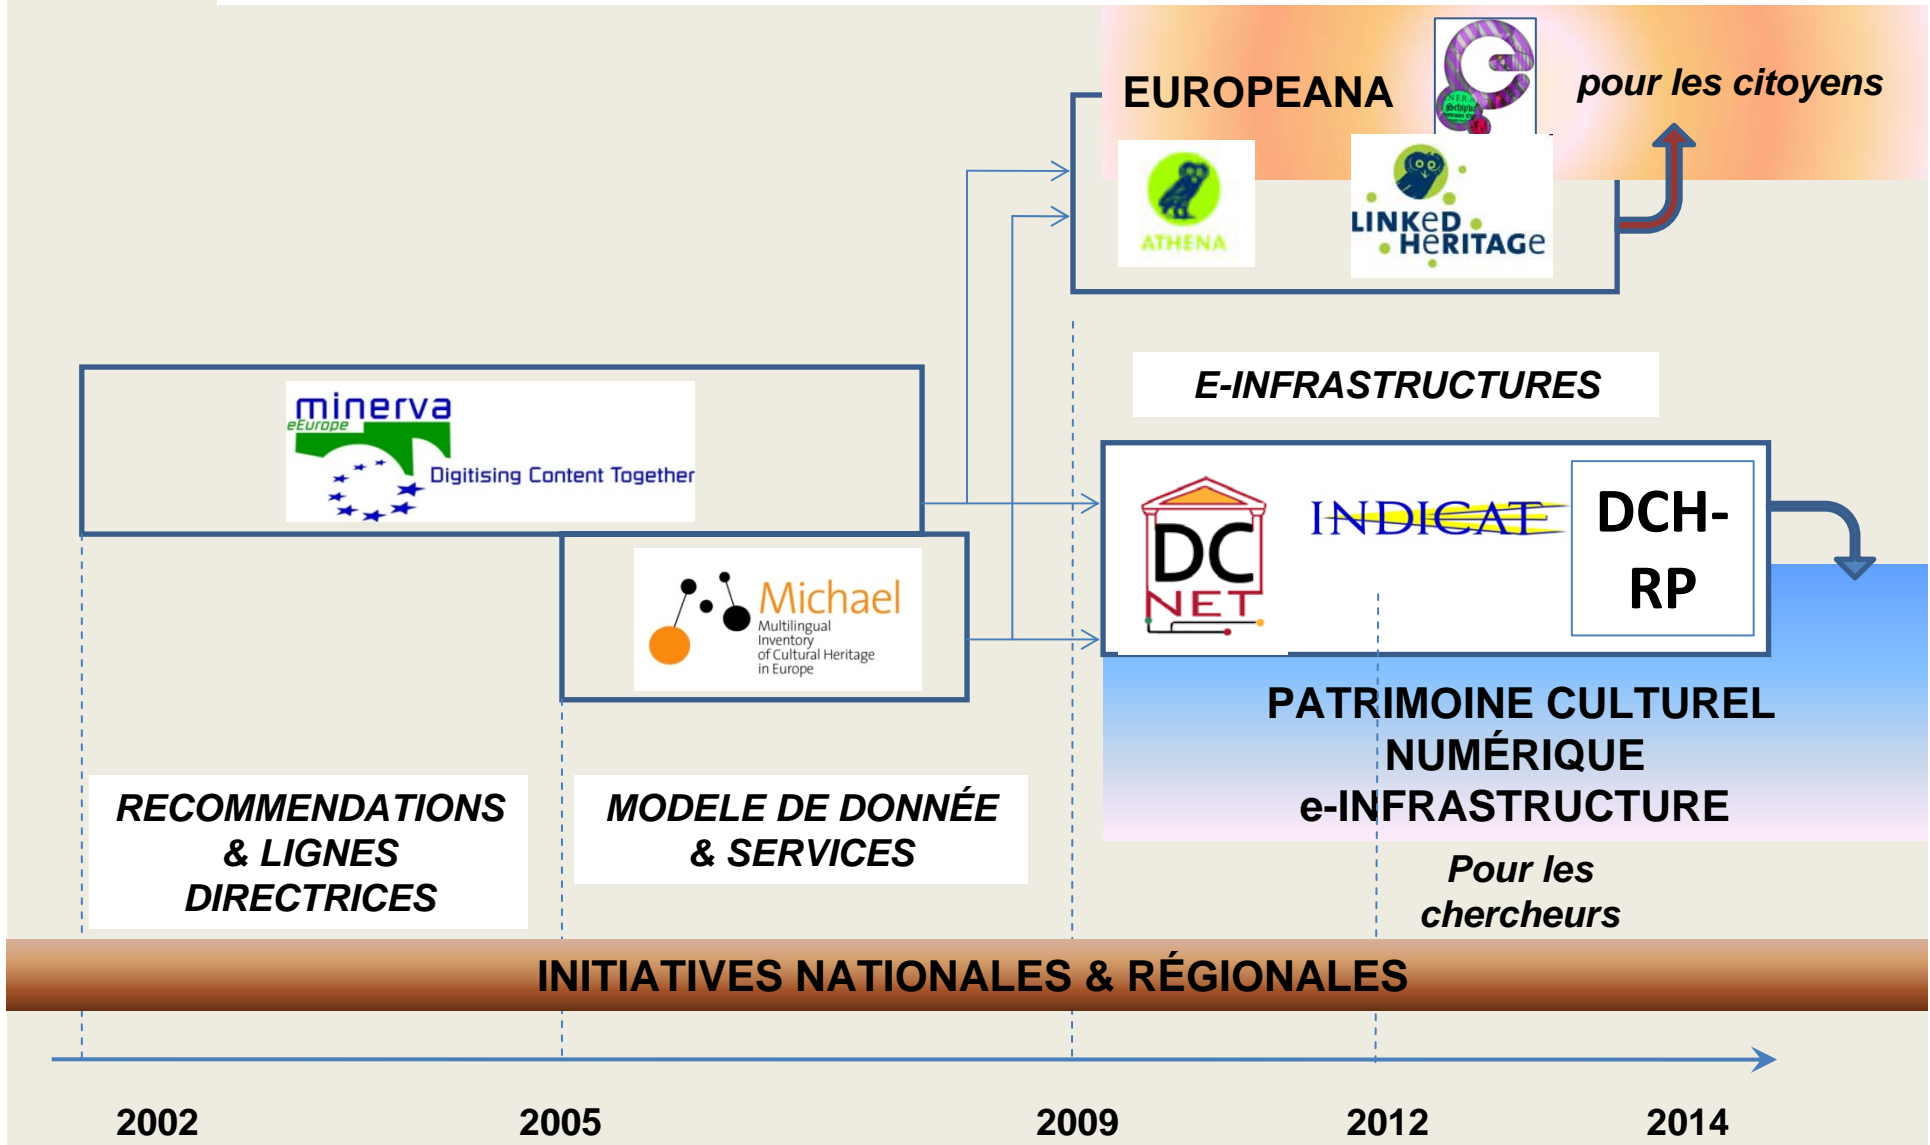 EUROPEANA
pour les citoyens
ATHENA
LINKeD
HeRITAGe
minerva
eEurope
Digitising Content Together
E-INFRASTRUCTURES
DC
NET
INDICAT
DCH-
RP
Michael
Multilingual
Inventory
of Cultural Heritage
in Europe
PATRIMOINE CULTUREL
NUMÉRIQUE
e-INFRASTRUCTURE
RECOMMENDATIONS
& LIGNES
DIRECTRICES
MODELE DE DONNÉE
& SERVICES
Pour les
chercheurs
INITIATIVES NATIONALES & RÉGIONALES
2002
2005
2009
2012
2014